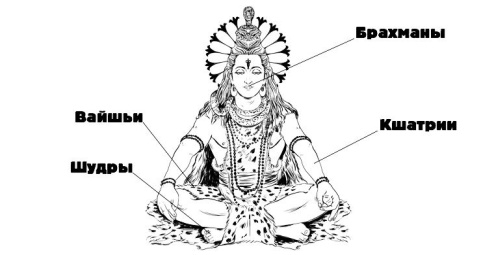 Брахманы
Вайшьи
Кшатрии
Шудры